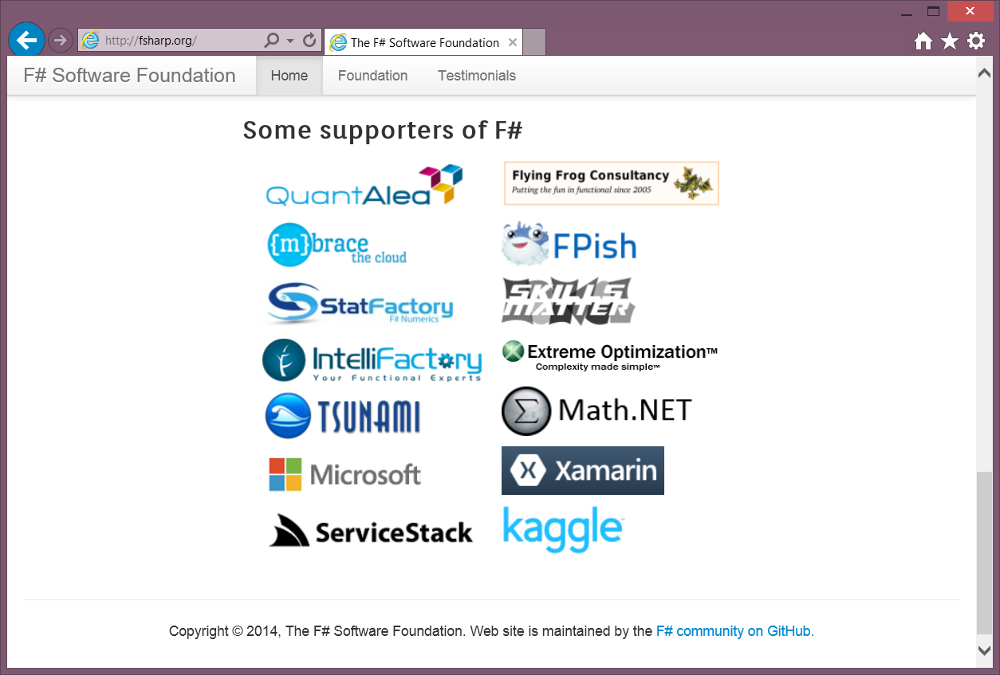 http://fsharp.org/
The F# Software Foundation
F# Software Foundation
Home
Foundation
Testimonials
Some supporters of F#
QuantAlea
Flying Frog Consultancy
Putting the fun in functional since 2005
{m}brace
the cloud
FPish
StatFactory
F# Numerics
SKILLS
MATTER
IntelliFactory
Your Functional Experts
Extreme Optimization™
Complexity made simple™
TSUNAMI
Σ Math.NET
Microsoft
X Xamarin
ServiceStack
kaggle™
Copyright © 2014, The F# Software Foundation. Web site is maintained by the F# community on GitHub.